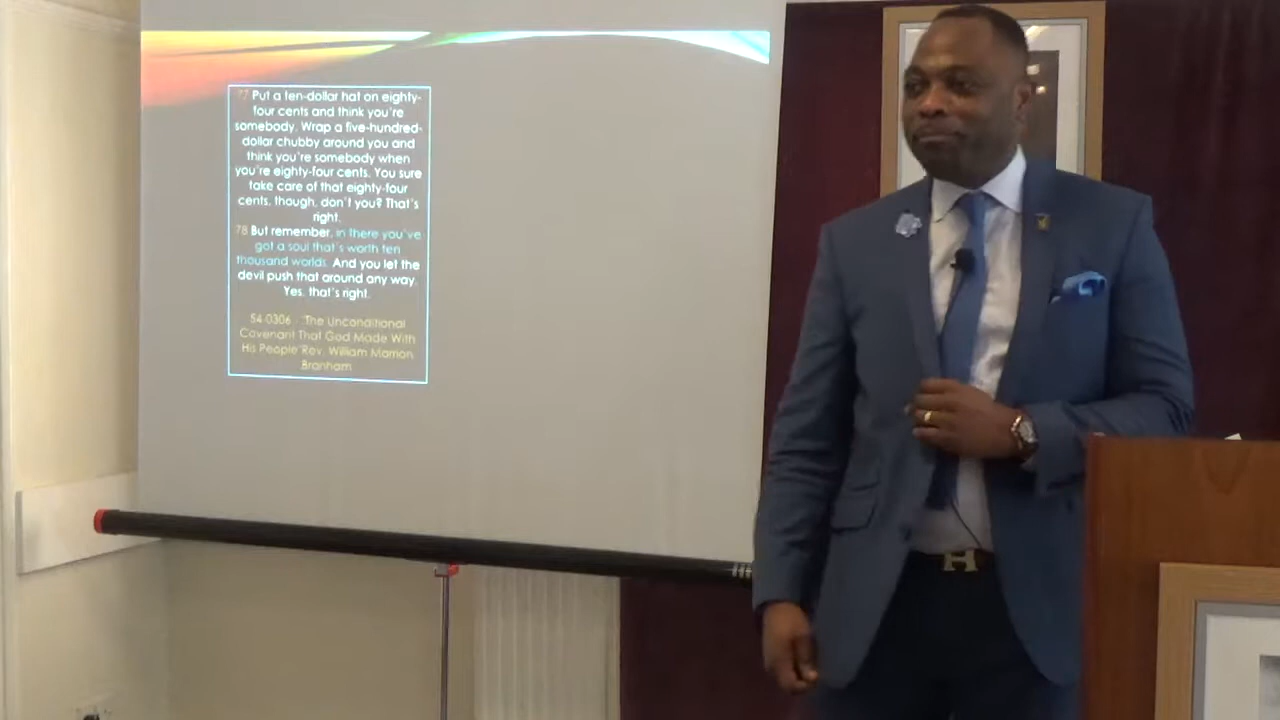 77 Put a ten-dollar hat on eighty-
four cents and think you're
somebody. Wrap a five-hundred-
dollar chubby around you and
think you're somebody when
you're eighty-four cents. You sure
take care of that eighty-four
cents, though, don't you? That's
right.
78 But remember, in there you've
got a soul that's worth ten
thousand worlds. And you let the
devil push that around any way.
Yes, that's right.
54-0306 - "The Unconditional
Covenant That God Made With
His People" Rev. William Marrion
Branham
H